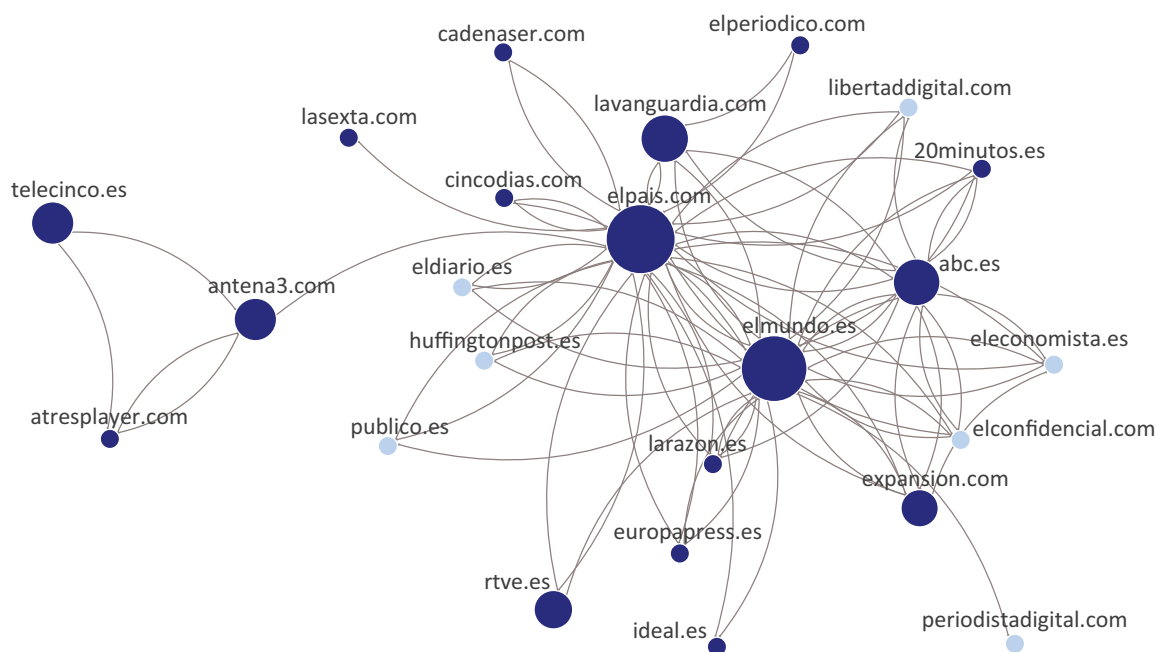 elperiodico.com
cadenaser.com
libertaddigital.com
lavanguardia.com
lasexta.com
20minutos.es
cincodias.com
telecinco.es
elpais.com
abc.es
eldiario.es
antena3.com
elmundo.es
huffingtonpost.es
eleconomista.es
atresplayer.com
publico.es
elconfidencial.com
larazon.es
expansion.com
europapress.es
rtve.es
periodistadigital.com
ideal.es